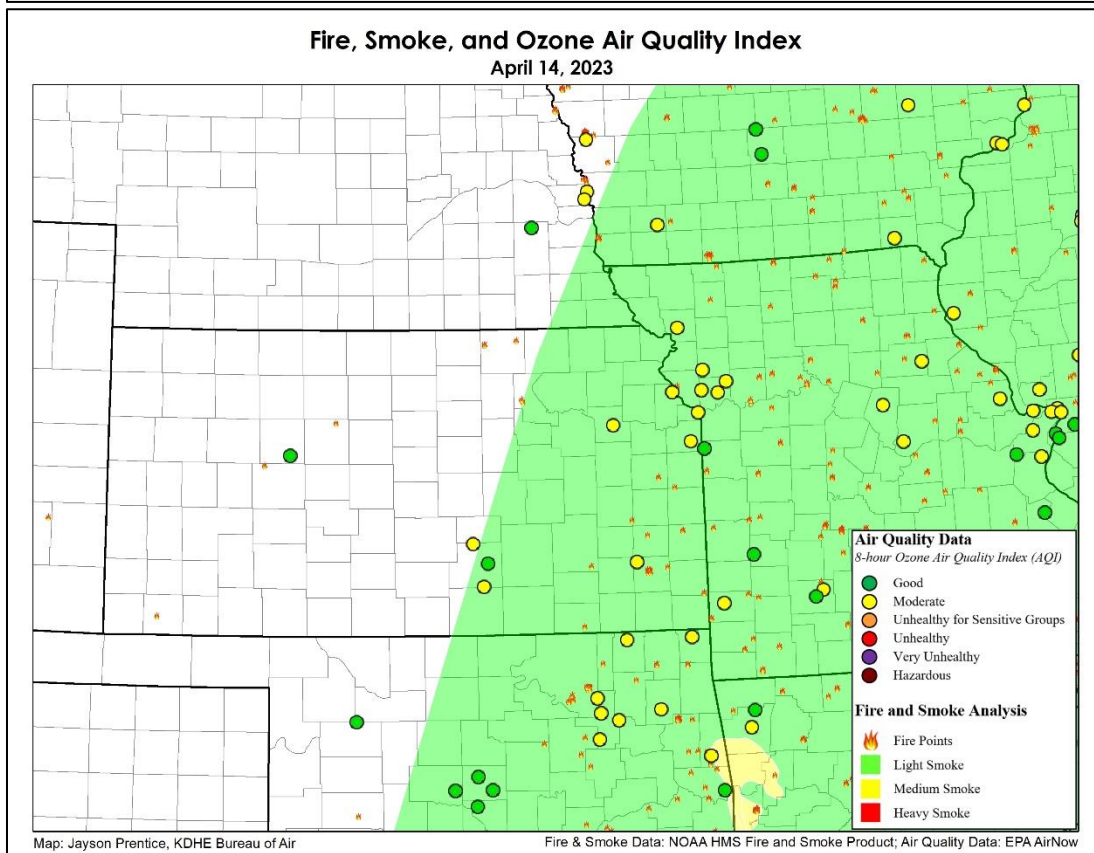 Fire, Smoke, and Ozone Air Quality Index
April 14, 2023
Air Quality Data
8-hour Ozone Air Quality Index (AQI)
Good
Moderate
Unhealthy for Sensitive Groups
Unhealthy
Very Unhealthy
Hazardous
Fire and Smoke Analysis
Fire Points
Light Smoke
Medium Smoke
Heavy Smoke
Map: Jayson Prentice, KDHE Bureau of Air
Fire & Smoke Data: NOAA HMS Fire and Smoke Product; Air Quality Data: EPA AirNow